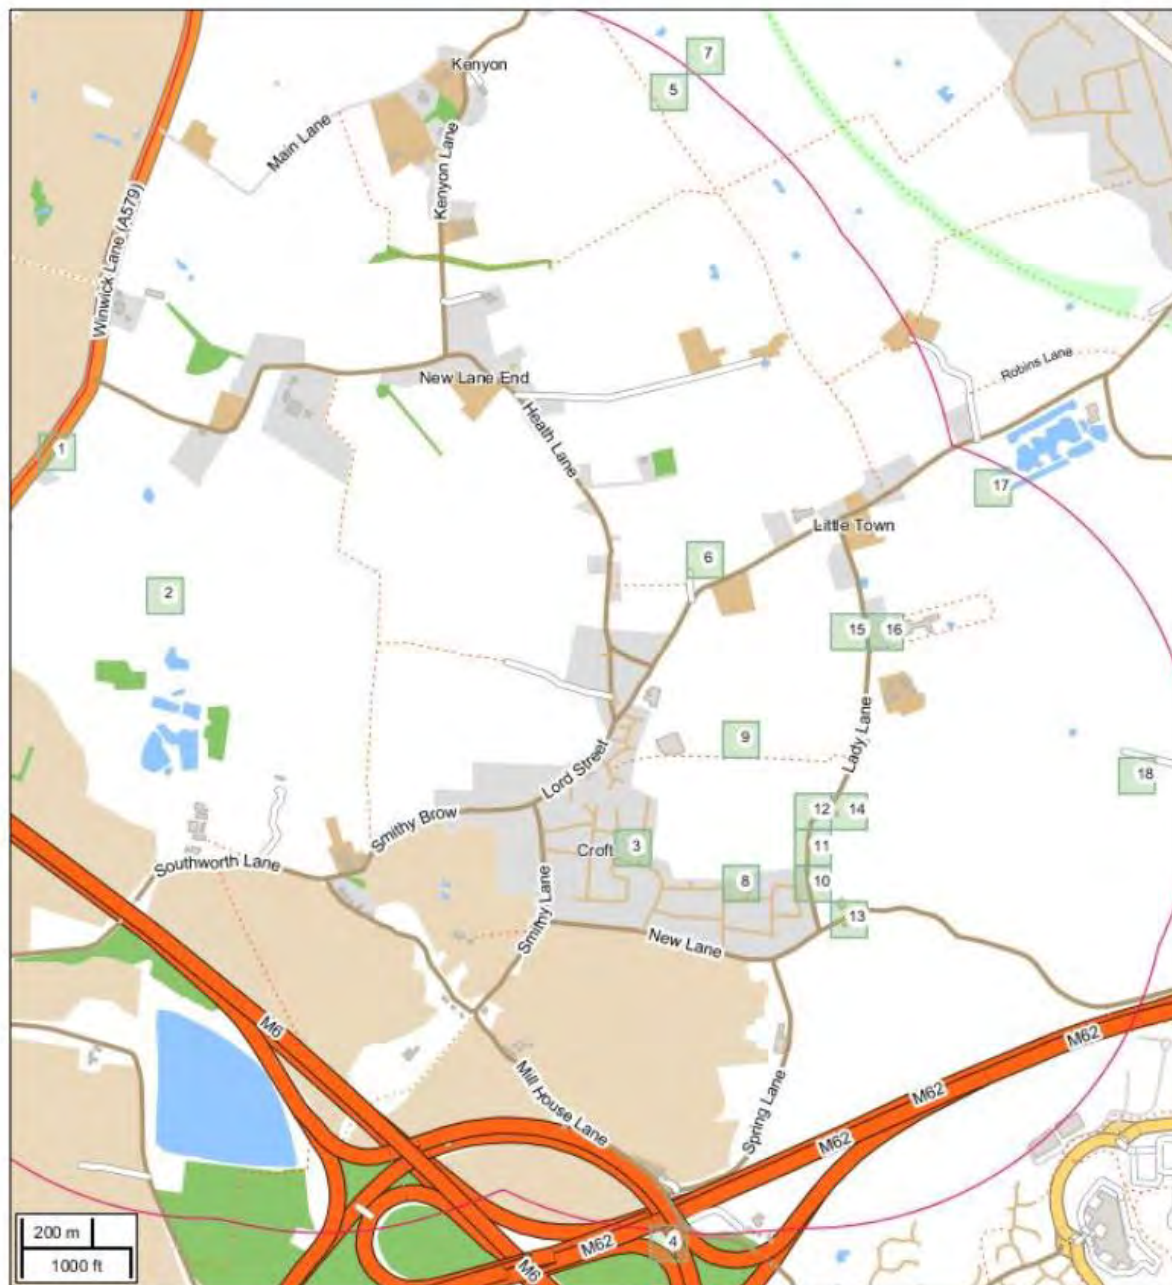 7
Kenyon
5
Main Lane
Kenyon Lane
Winwick Lane (A579)
Robins Lane
New Lane End
Heath Lane
1
17
Little Town
6
2
15
16
Lady Lane
9
Lord Street
18
12
14
Smithy Brow
3
Croft
11
Southworth Lane
8
10
Smithy Lane
13
New Lane
M6
M62
Mill House Lane
M62
Spring Lane
M62
200 m
M62
4
1000 ft
M6